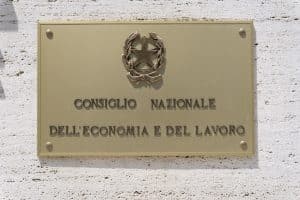 CONSIGLIO NAZIONALE
DELL'ECONOMIA E DEL LAVORO